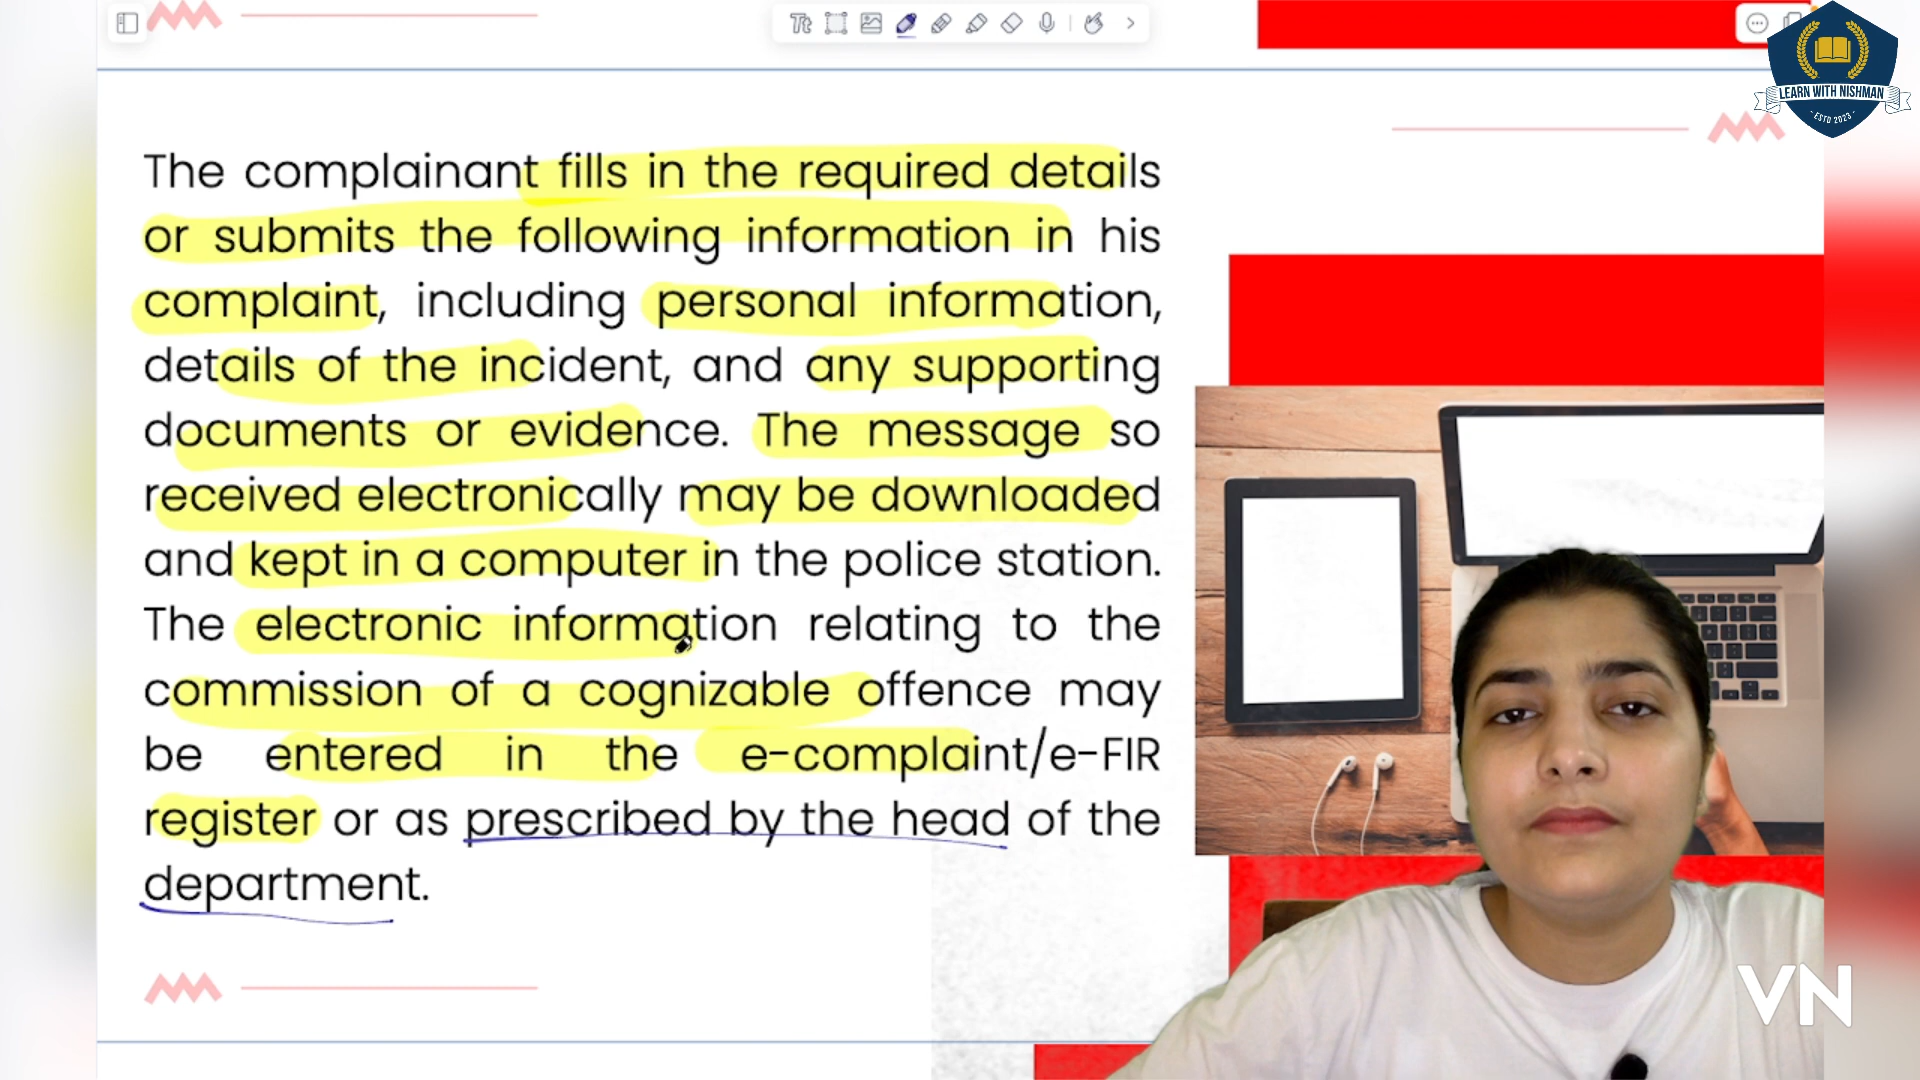 Tt
LEARN WITH NISHMAN
- ESTD 2023 -
The complainant fills in the required details
or submits the following information in his
complaint, including personal information,
details of the incident, and any supporting
documents or evidence. The message so
received electronically may be downloaded
and kept in a computer in the police station.
The electronic information relating to the
commission of a cognizable offence may
be entered in the e-complaint/e-FIR
register or as prescribed by the head of the
department.
VN